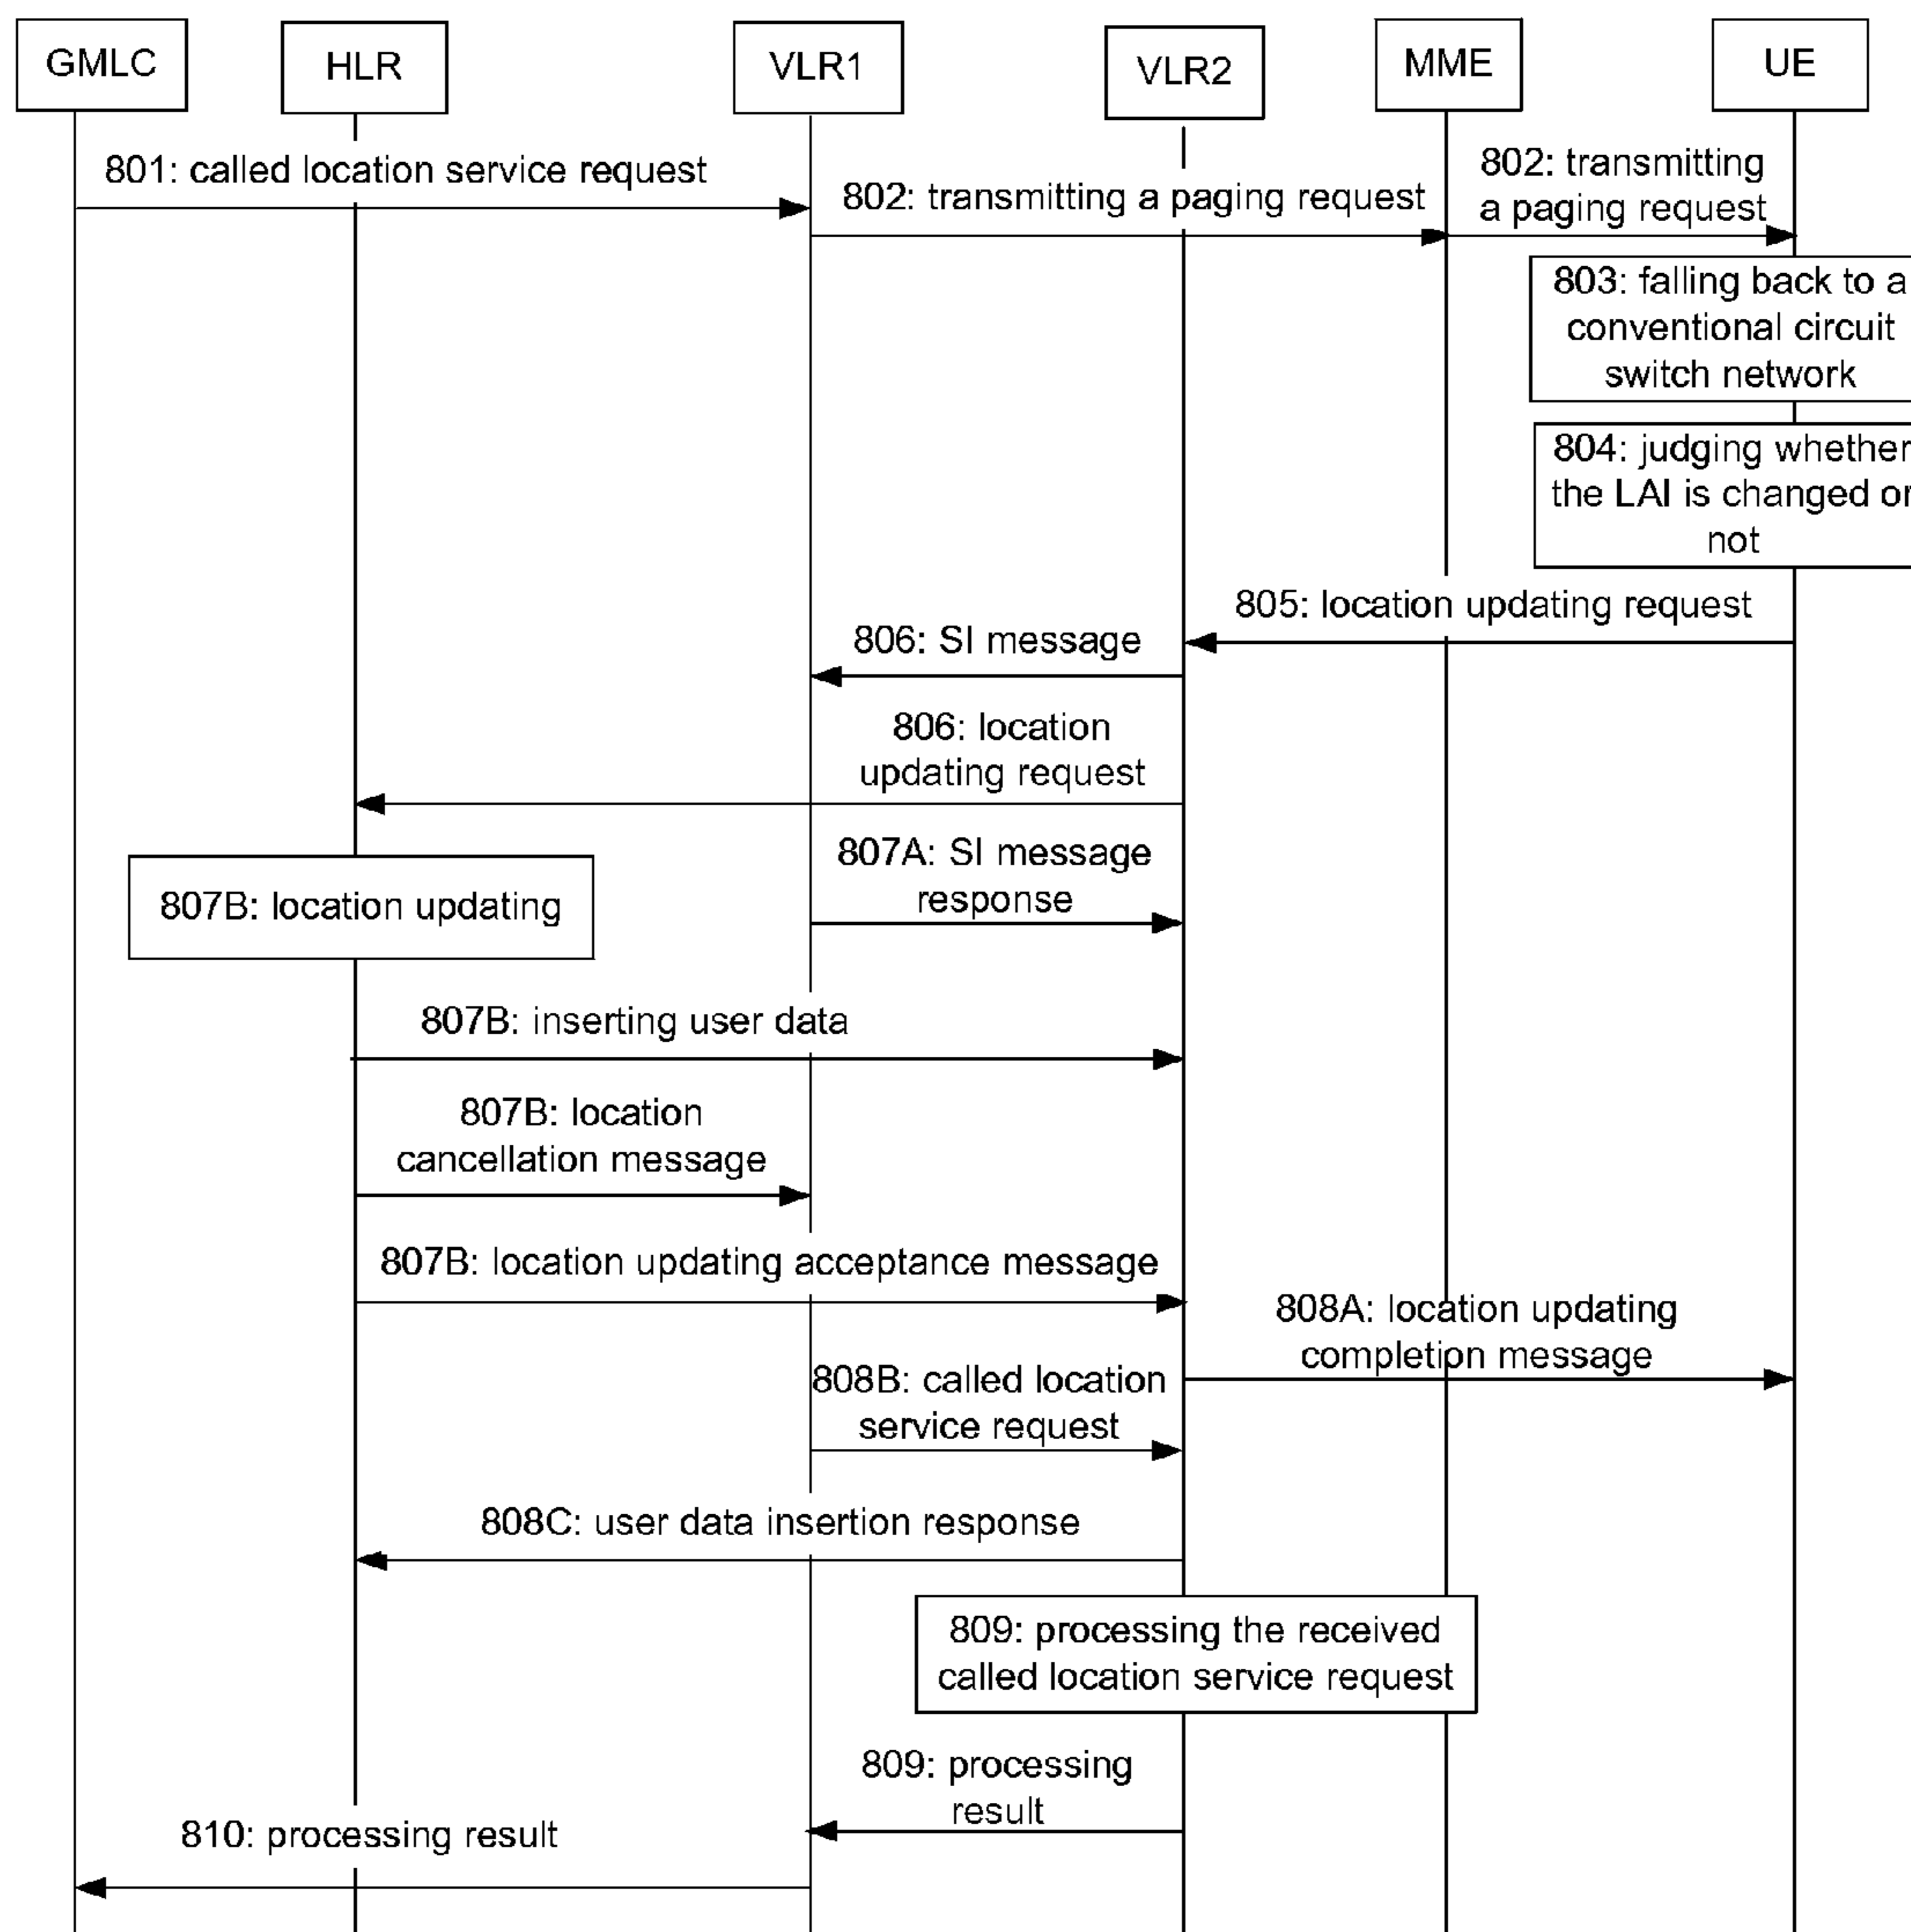 GMLC
HLR
VLR1
VLR2
MME
UE
801: called location service request
802: transmitting a paging request
802: transmitting
a paging request
803: falling back to a
conventional circuit
switch network
804: judging whether
the LAI is changed or
not
805: location updating request
806: SI message
806: location
updating request
807A: SI message
response
807B: location updating
807B: inserting user data
807B: location
cancellation message
807B: location updating acceptance message
808A: location updating
completion message
808B: called location
service request
808C: user data insertion response
809: processing the received
called location service request
809: processing
result
810: processing result